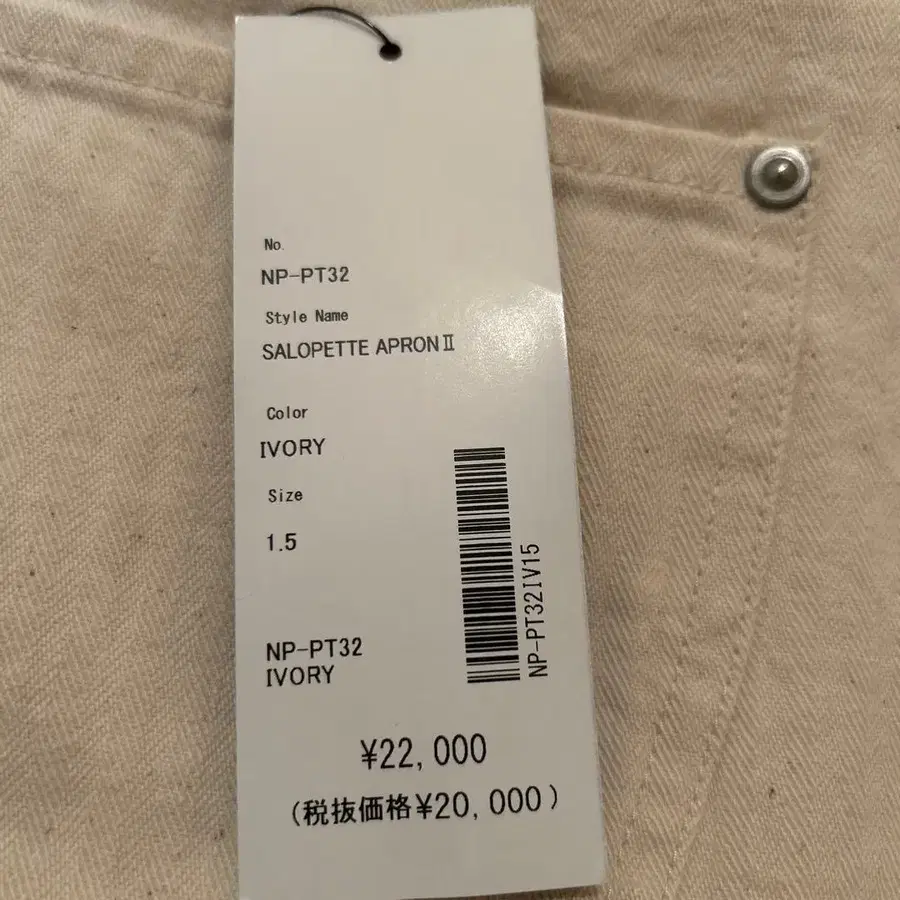 No.
NP-PT32
Style Name
SALOPETTE APRONⅡ
Color
IVORY
Size
1.5
NP-PT32IV15
NP-PT32
IVORY
¥22,000
(税抜価格¥20,000)